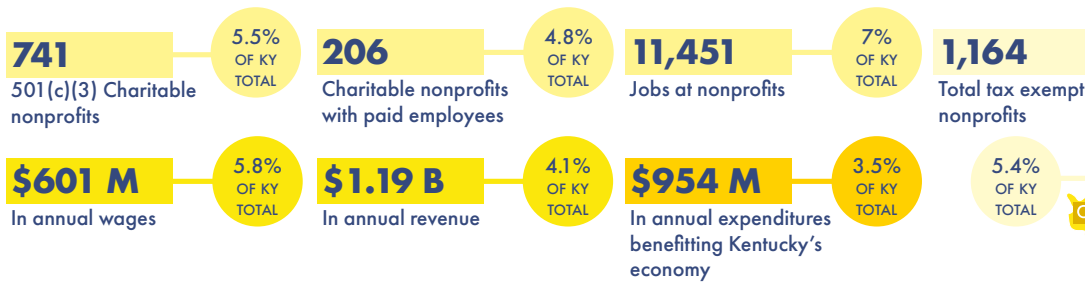 741
5.5%
OF KY
TOTAL
501(c)(3) Charitable
nonprofits
206
4.8%
OF KY
TOTAL
Charitable nonprofits
with paid employees
11,451
7%
OF KY
TOTAL
Jobs at nonprofits
1,164
Total tax exempt
nonprofits
$601 M
5.8%
OF KY
TOTAL
In annual wages
$1.19 B
4.1%
OF KY
TOTAL
In annual revenue
$954 M
3.5%
OF KY
TOTAL
In annual expenditures
benefitting Kentucky's
economy
5.4%
OF KY
TOTAL